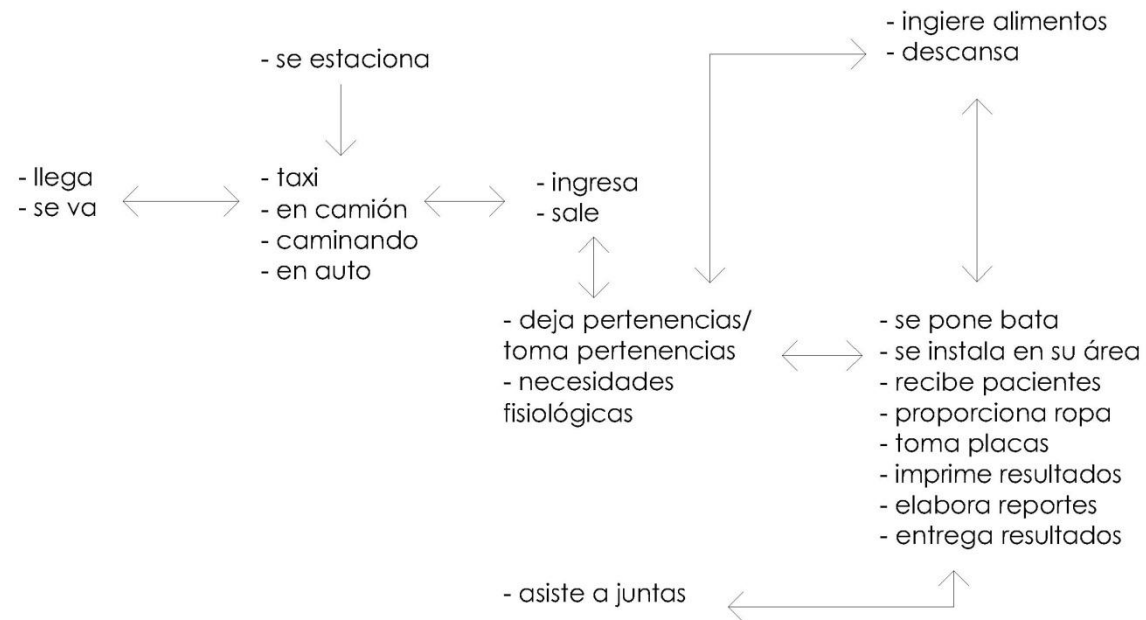 - ingiere alimentos
- descansa
- se estaciona
- llega
- se va
- taxi
- en camión
- caminando
- en auto
- ingresa
- sale
- deja pertenencias/
toma pertenencias
- necesidades
fisiológicas
- se pone bata
- se instala en su área
- recibe pacientes
- proporciona ropa
- toma placas
- imprime resultados
- elabora reportes
- entrega resultados
- asiste a juntas